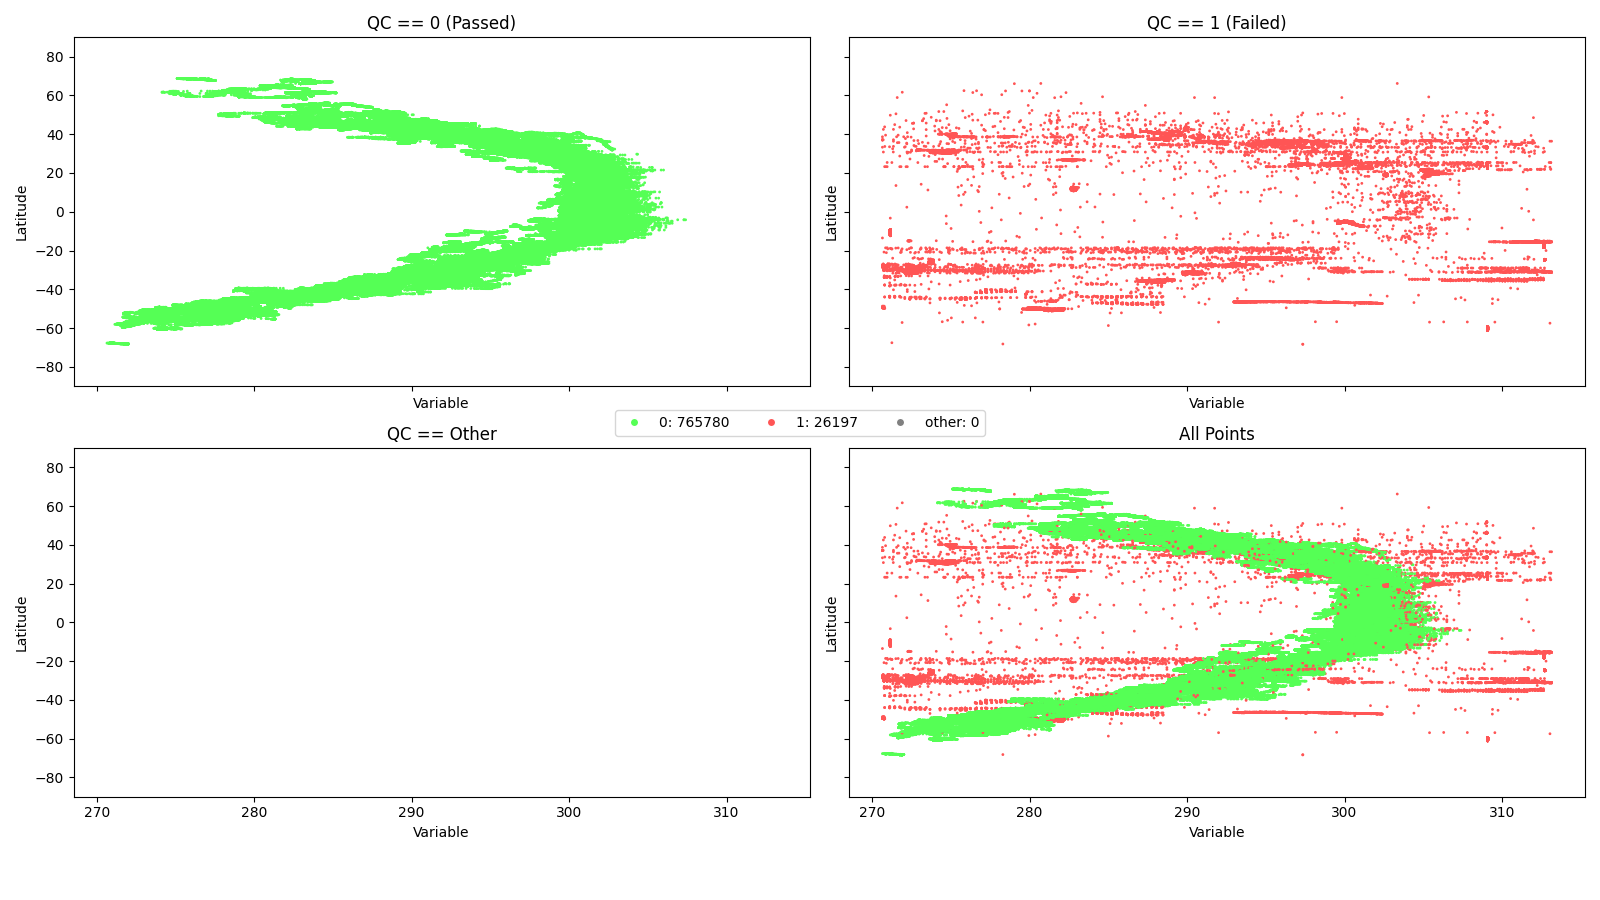 QC == 0 (Passed)
QC == 1 (Failed)
80
60
40
20
0
−20
−40
−60
−80
Latitude
Latitude
Variable
Variable
0: 765780 1: 26197 other: 0
QC == Other
All Points
80
60
40
20
0
−20
−40
−60
−80
Latitude
Latitude
270 280 290 300 310
270 280 290 300 310
Variable
Variable